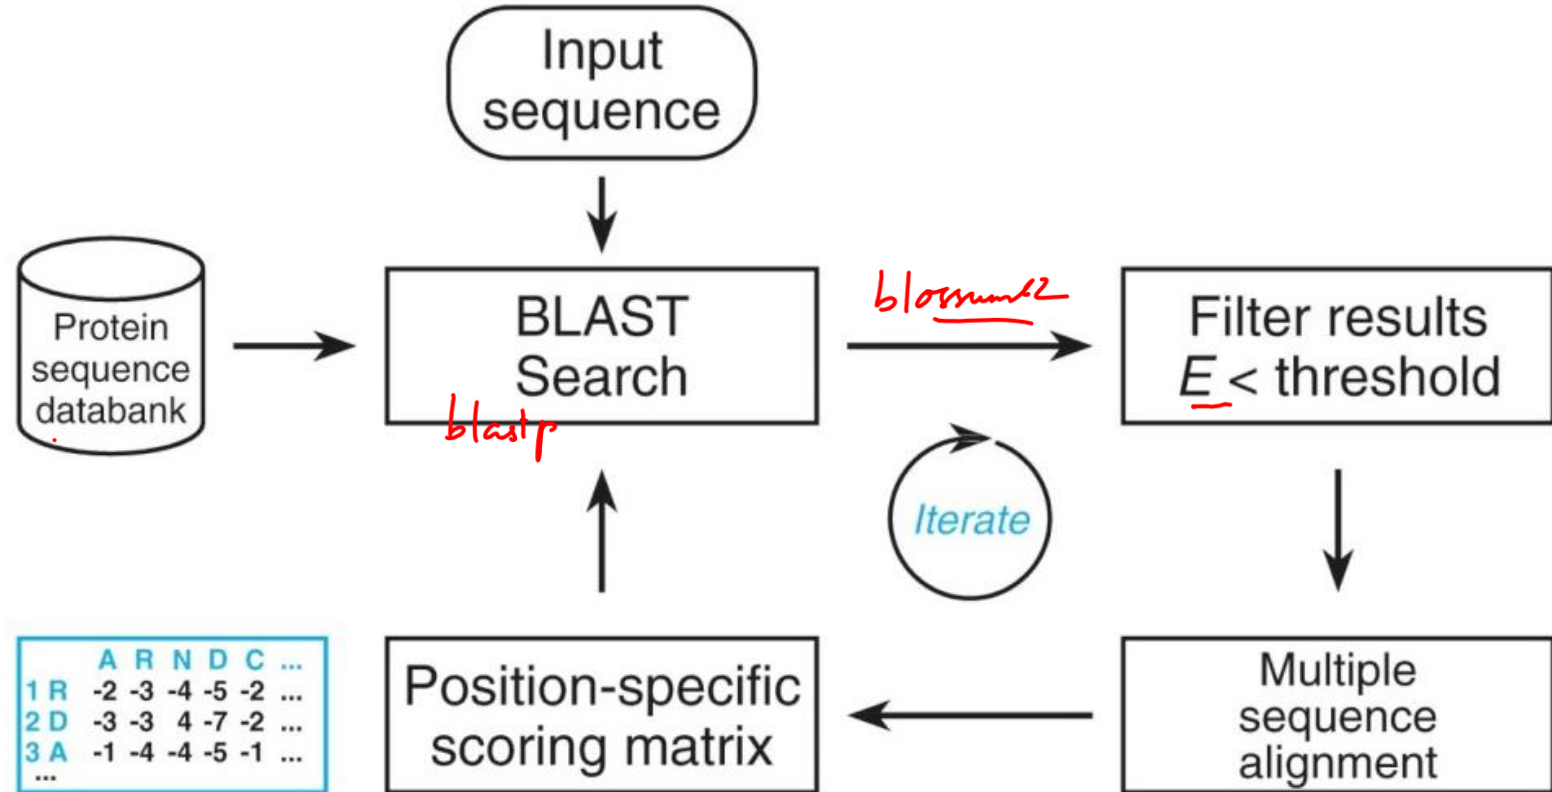 Input
sequence
Protein
sequence
databank
BLAST
Search
blastp
blossum62
Filter results
E < threshold
Iterate
A R N D C ...
1 R -2 -3 -4 -5 -2 ...
2 D -3 -3 4 -7 -2 ...
3 A -1 -4 -4 -5 -1 ...
...
Position-specific
scoring matrix
Multiple
sequence
alignment